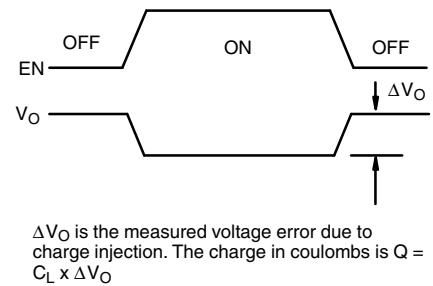 OFF
ON
OFF
EN
ΔVO
VO
ΔVO is the measured voltage error due to
charge injection. The charge in coulombs is Q =
CL x ΔVO